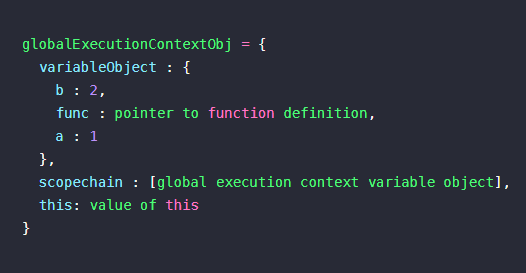 globalExecutionContextObj = {
  variableObject : {
    b : 2,
    func : pointer to function definition,
    a : 1
  },
  scopechain : [global execution context variable object],
  this: value of this
}